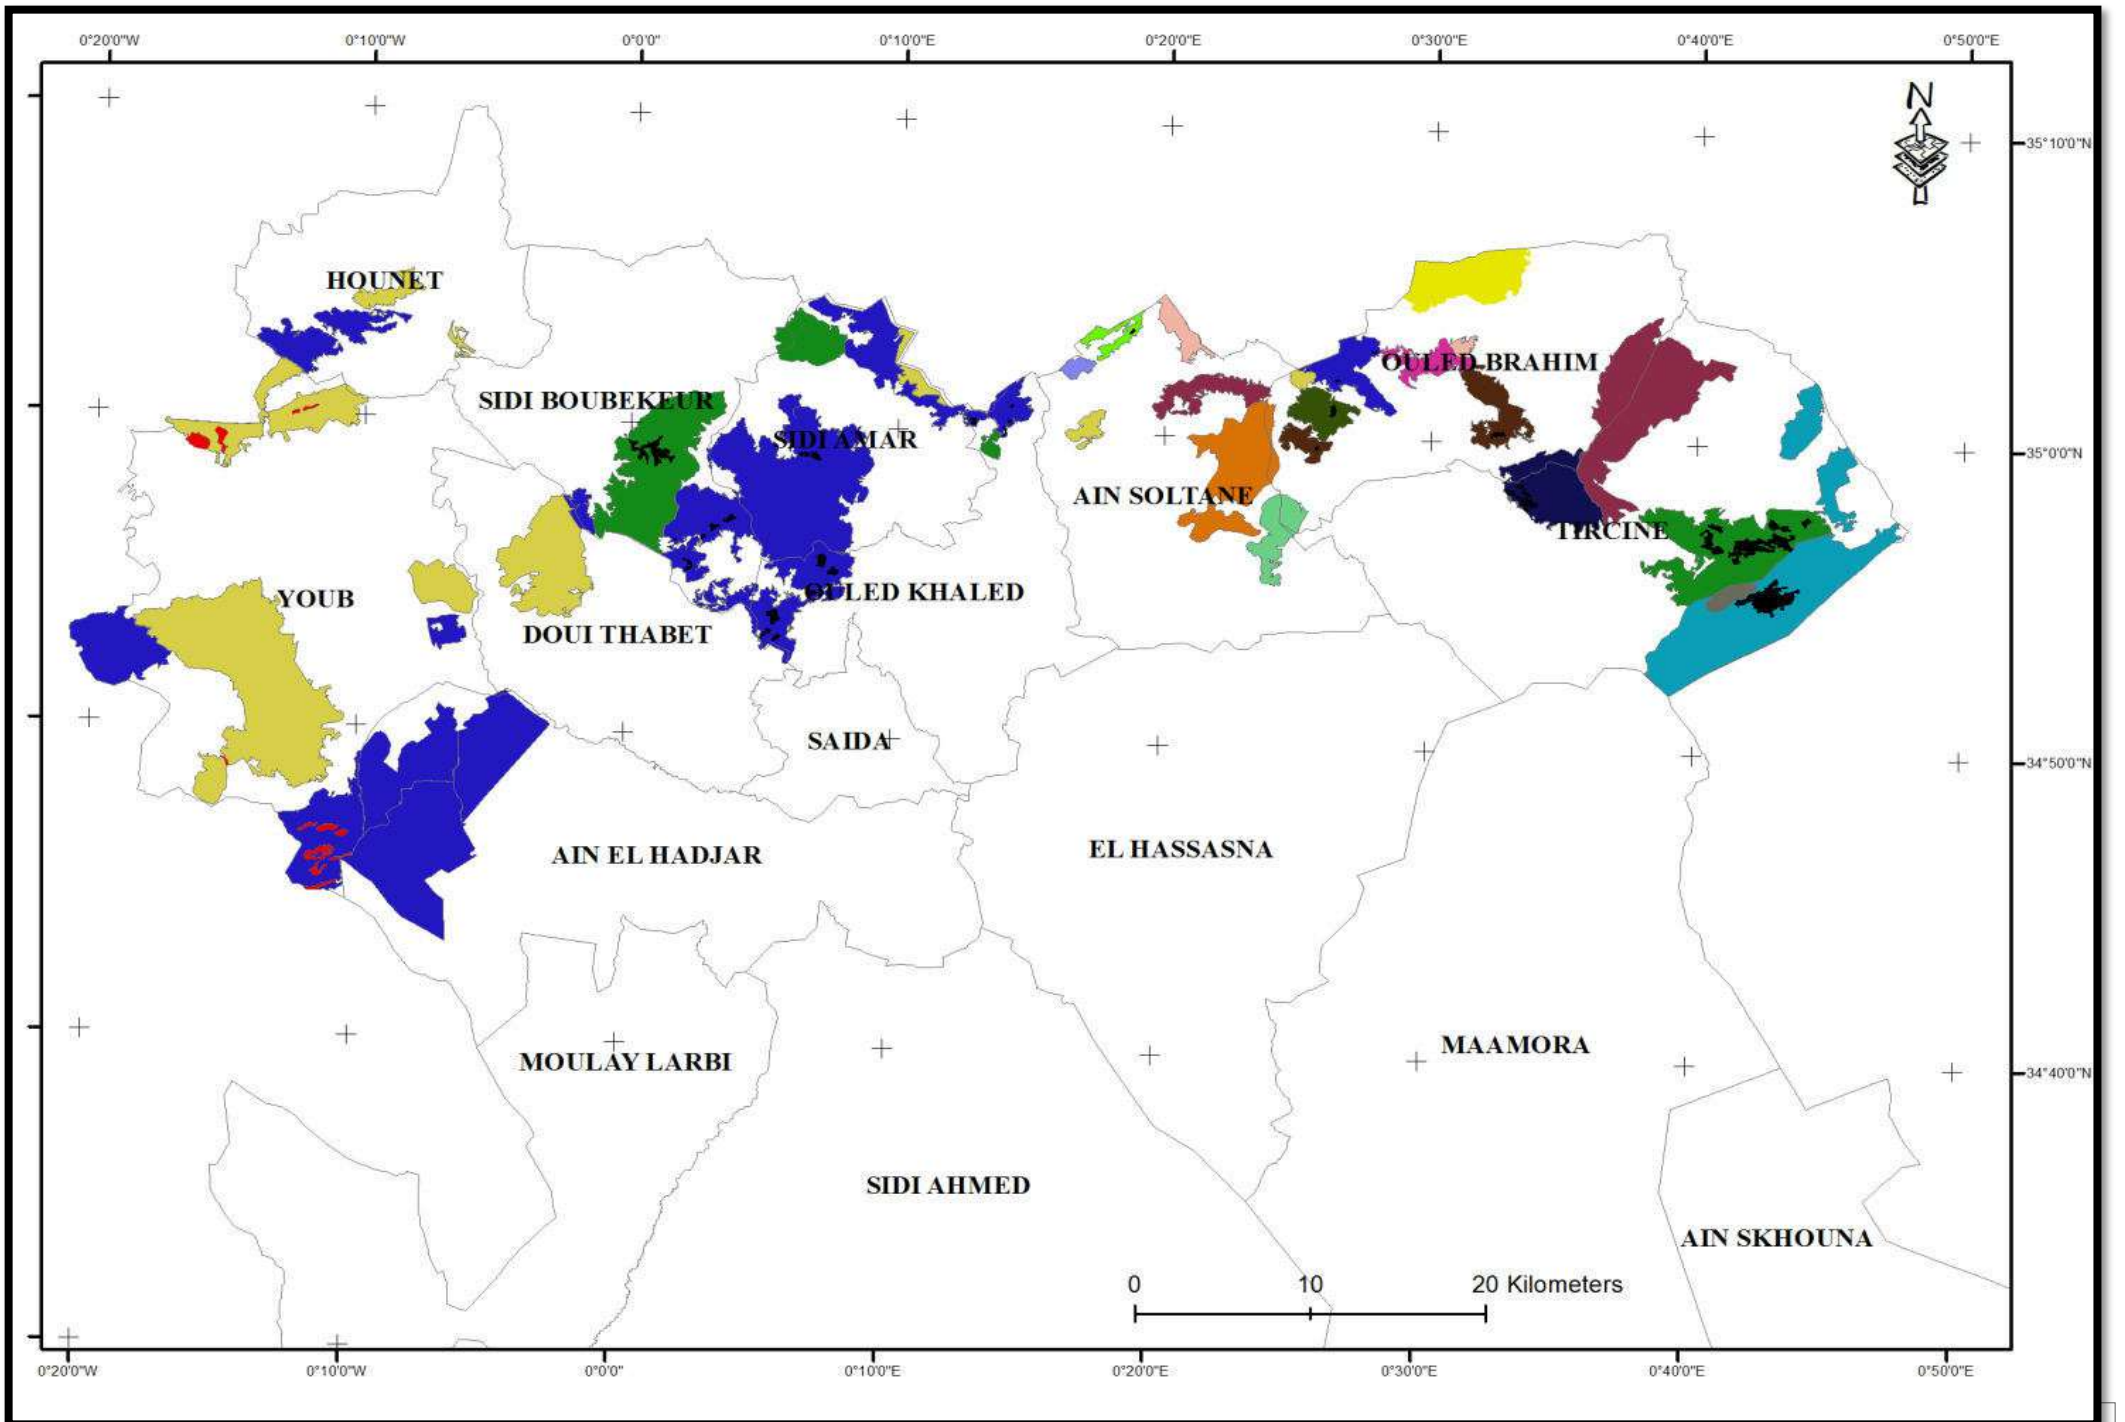 0°20'0"W 0°10'0"W 0°0'0" 0°10'0"E 0°20'0"E 0°30'0"E 0°40'0"E 0°50'0"E
N
35°10'0"N
HOUNET
OULED BRAHIM
SIDI BOUBEKEUR
SIDI AMAR
35°0'0"N
AIN SOLTANE
TIRCINE
OULED KHALED
YOUB
DOUI THABET
SAIDA
34°50'0"N
EL HASSASNA
AIN EL HADJAR
MAAMORA
MOULAY LARBI
34°40'0"N
SIDI AHMED
AIN SKHOUNA
0 10 20 Kilometers
0°20'0"W 0°10'0"W 0°0'0" 0°10'0"E 0°20'0"E 0°30'0"E 0°40'0"E 0°50'0"E